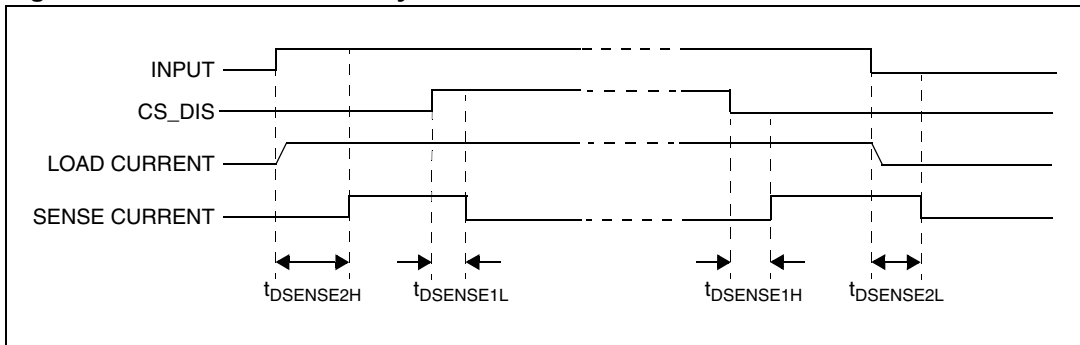 INPUT
CS_DIS
LOAD CURRENT
SENSE CURRENT
tDSENSE2H
tDSENSE1L
tDSENSE1H
tDSENSE2L